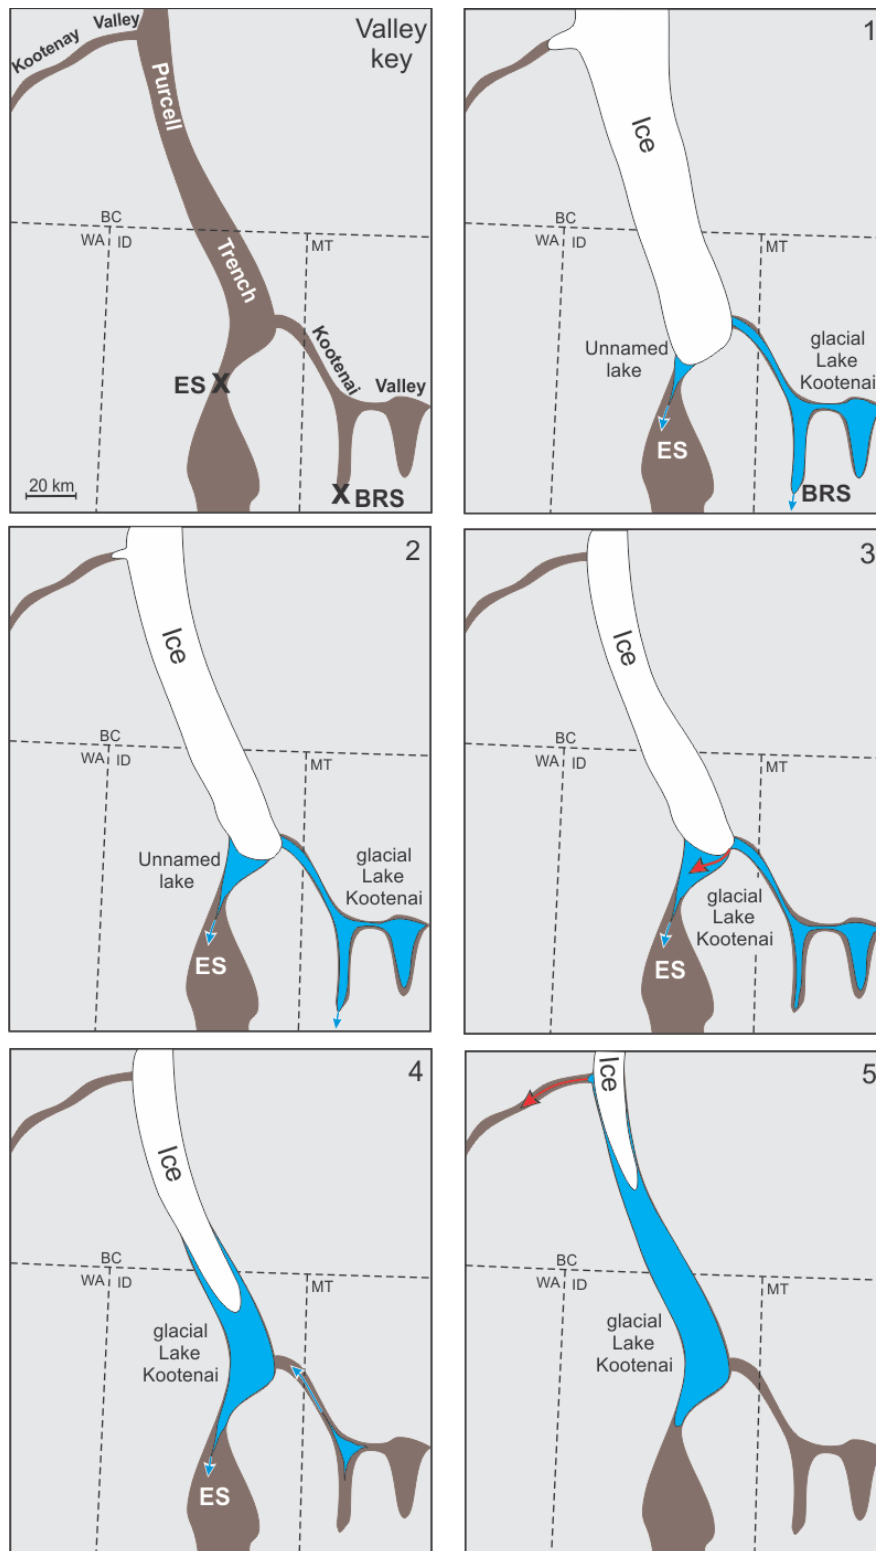 Kootenay Valley
Valley
key
Purcell
BC
WA ID
MT
Trench
Kootenai
Valley
ES X
20 km
X BRS
1
Ice
BC
WA ID
MT
Unnamed
lake
glacial
Lake
Kootenai
ES
BRS
2
Ice
BC
WA ID
MT
Unnamed
lake
glacial
Lake
Kootenai
ES
3
Ice
BC
WA ID
MT
glacial
Lake
Kootenai
ES
4
Ice
BC
WA ID
MT
glacial
Lake
Kootenai
ES
5
Ice
BC
WA ID
MT
glacial
Lake
Kootenai